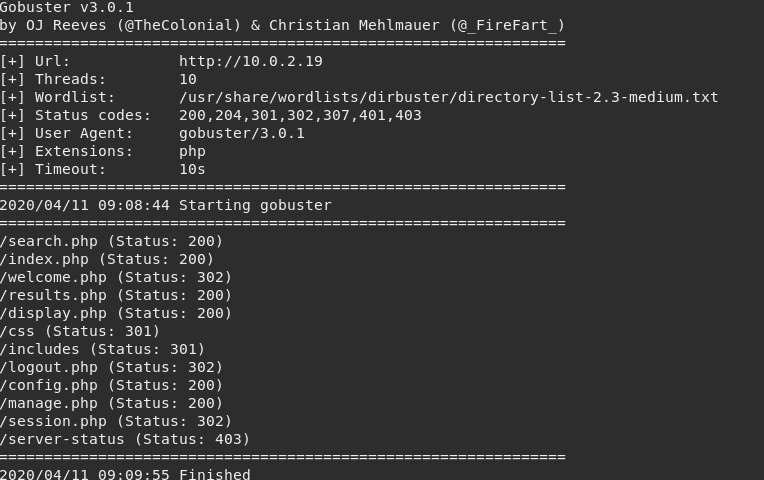 Gobuster v3.0.1
by OJ Reeves (@TheColonial) & Christian Mehlmauer (@_FireFart_)
===============================================================
[+] Url:            http://10.0.2.19
[+] Threads:        10
[+] Wordlist:       /usr/share/wordlists/dirbuster/directory-list-2.3-medium.txt
[+] Status codes:   200,204,301,302,307,401,403
[+] User Agent:     gobuster/3.0.1
[+] Extensions:     php
[+] Timeout:        10s
===============================================================
2020/04/11 09:08:44 Starting gobuster
===============================================================
/search.php (Status: 200)
/index.php (Status: 200)
/welcome.php (Status: 302)
/results.php (Status: 200)
/display.php (Status: 200)
/css (Status: 301)
/includes (Status: 301)
/logout.php (Status: 302)
/config.php (Status: 200)
/manage.php (Status: 200)
/session.php (Status: 302)
/server-status (Status: 403)
===============================================================
2020/04/11 09:09:55 Finished